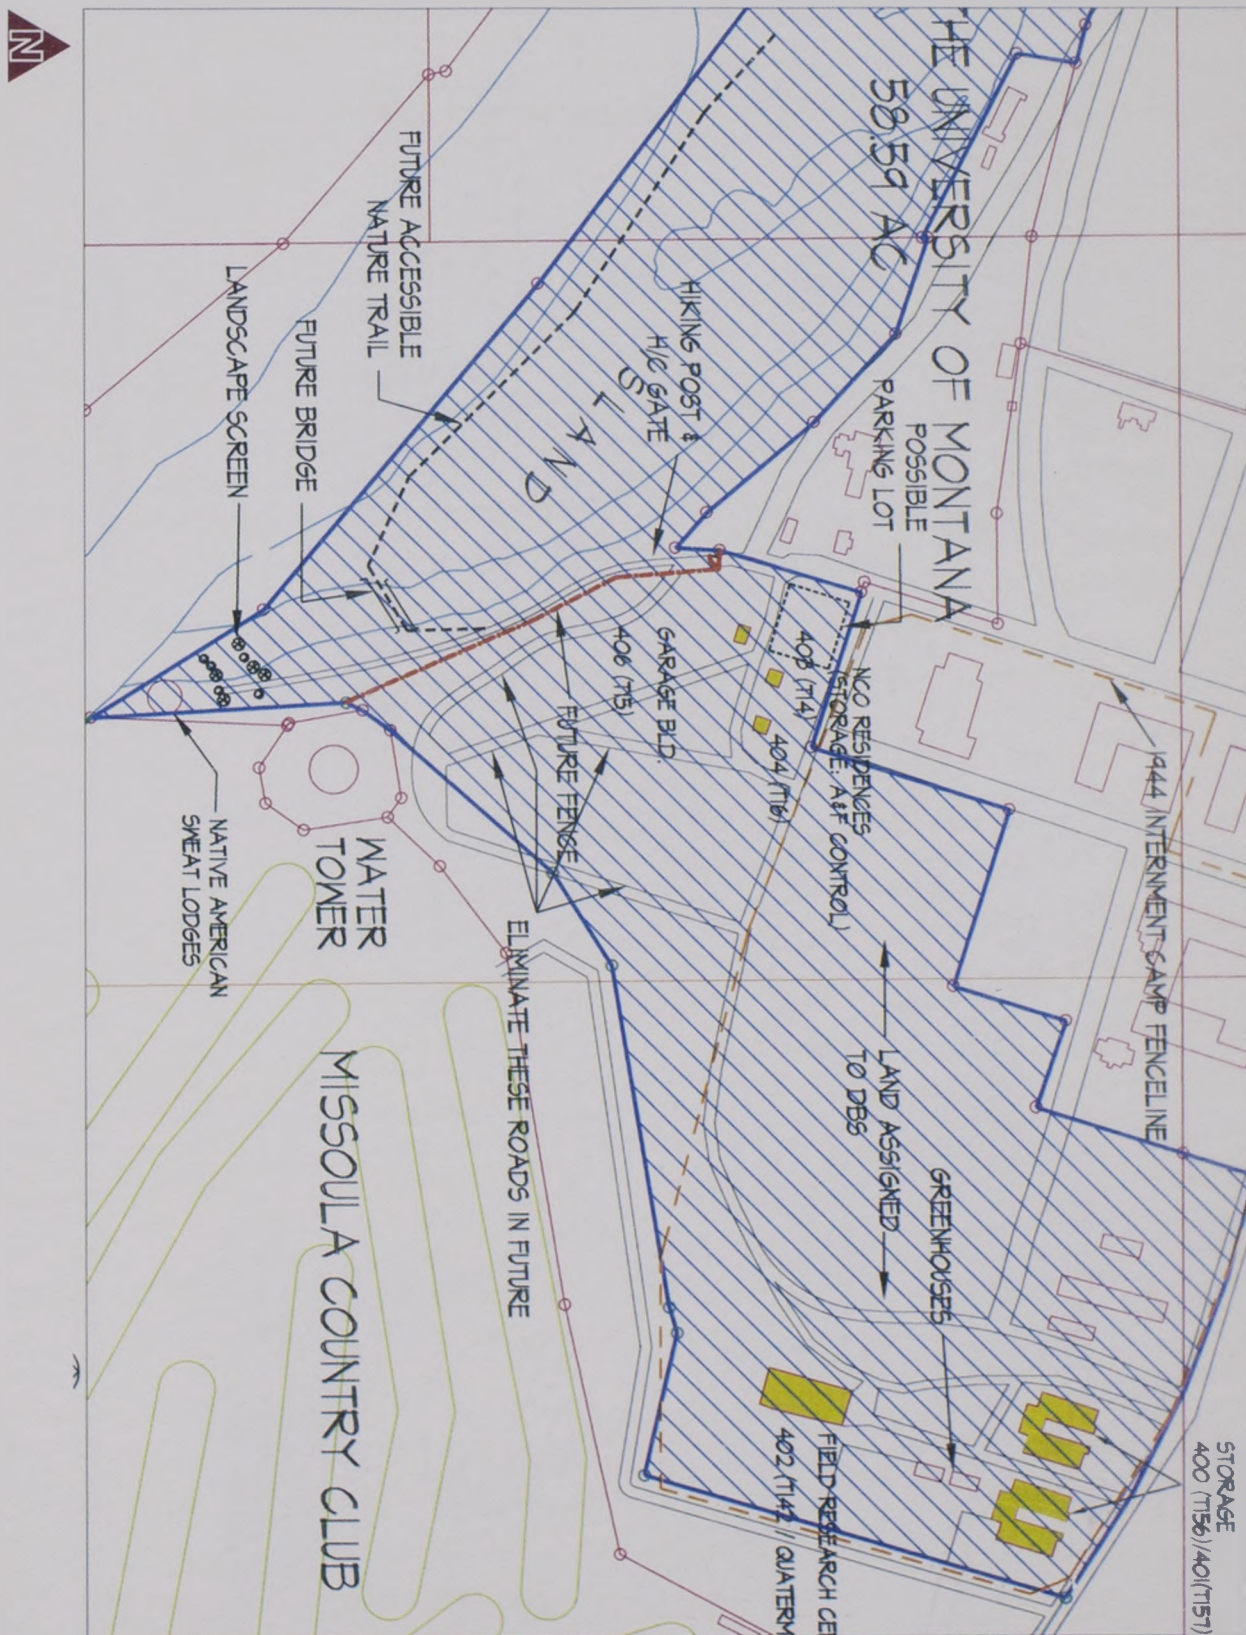 N
THE UNIVERSITY OF MONTANA
58.59 AC
STORAGE
400 (T156)/401(T157)
1944 INTERNMENT CAMP FENCELINE
GREENHOUSES
LAND ASSIGNED
TO DBS
POSSIBLE
PARKING LOT
NCO RESIDENCES
(STORAGE: A&F CONTROL)
403 (T14)
404 (T16)
FIELD RESEARCH CE
402 (T142 / QUATERM
HIKING POST &
H/C GATE
GARAGE BLD.
406 (T15)
FUTURE FENCE
ELIMINATE THESE ROADS IN FUTURE
FUTURE ACCESSIBLE
NATURE TRAIL
FUTURE BRIDGE
LANDSCAPE SCREEN
WATER
TOWER
MISSOULA COUNTRY CLUB
NATIVE AMERICAN
SWEAT LODGES